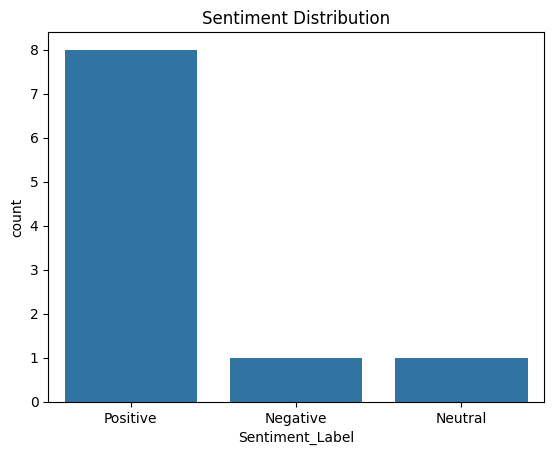 Sentiment Distribution
8
7
6
5
4
3
2
1
0
count
Positive Negative Neutral
Sentiment_Label